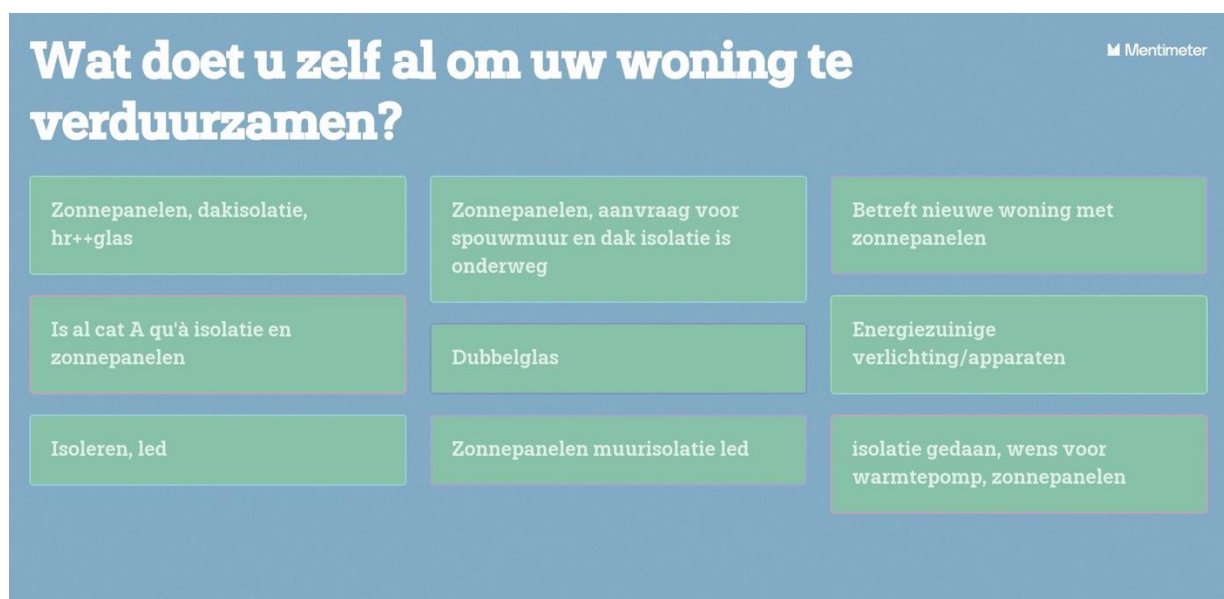 Wat doet u zelf al om uw woning te
verduurzamen?
Mentimeter
Zonnepanelen, dakisolatie,
hr++glas
Zonnepanelen, aanvraag voor
spouwmuur en dak isolatie is
onderweg
Betreft nieuwe woning met
zonnepanelen
Is al cat A qu'à isolatie en
zonnepanelen
Dubbelglas
Energiezuinige
verlichting/apparaten
Isoleren, led
Zonnepanelen muurisolatie led
isolatie gedaan, wens voor
warmtepomp, zonnepanelen